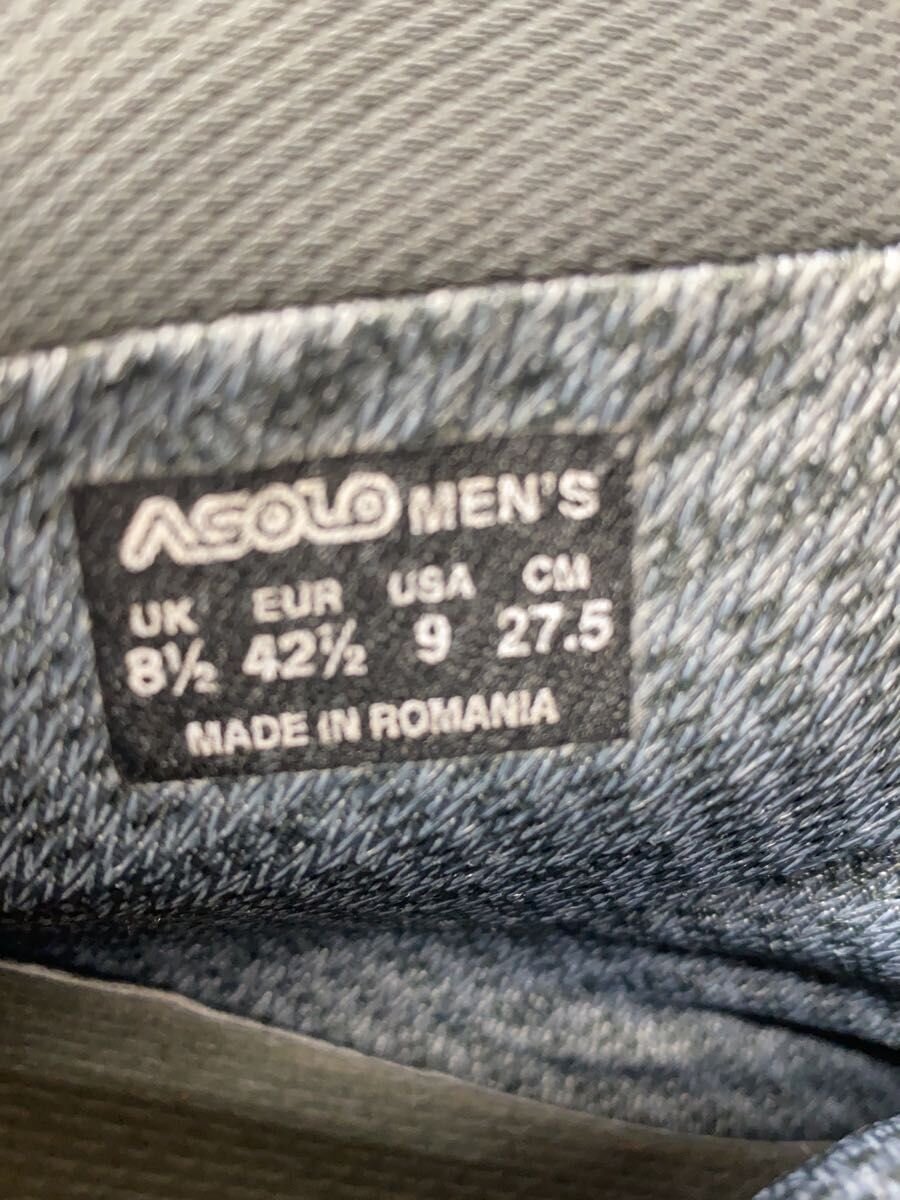 ASOLO MEN'S
UK EUR USA CM
8½ 42½ 9 27.5
MADE IN ROMANIA